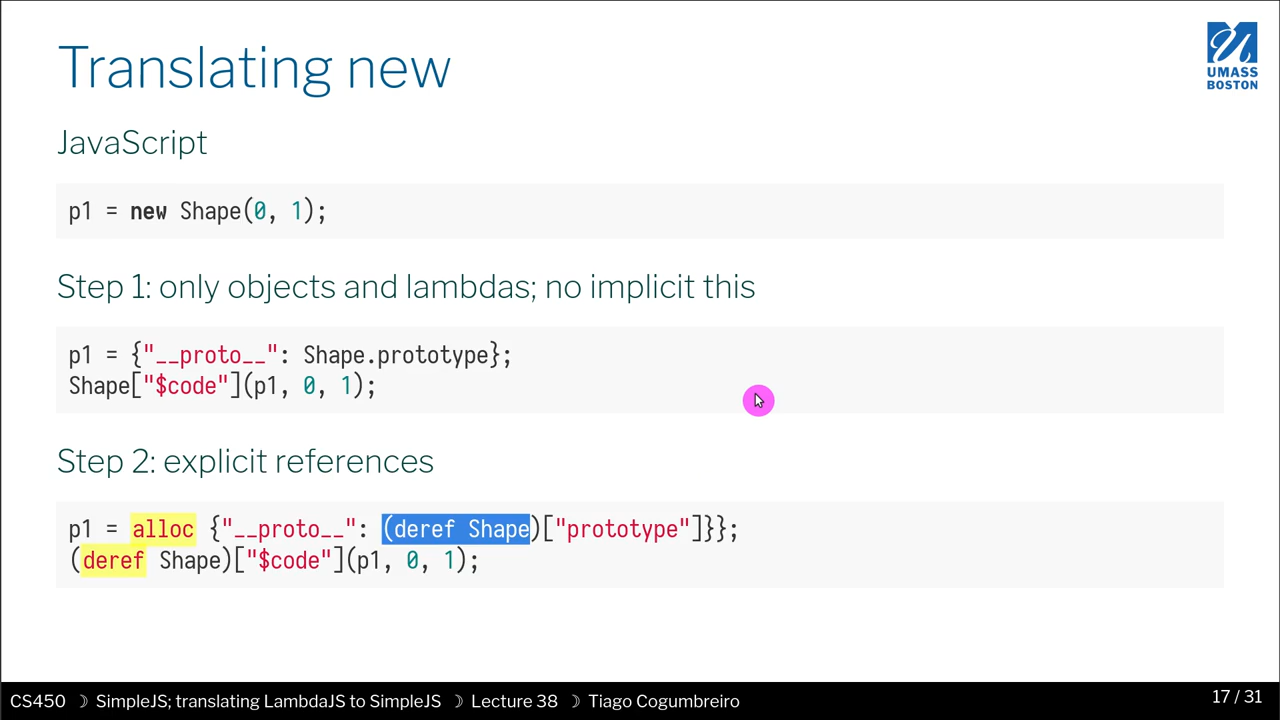 Translating new
UMASS
BOSTON
JavaScript
p1 = new Shape(0, 1);
Step 1: only objects and lambdas; no implicit this
p1 = {"__proto__": Shape.prototype};
Shape["$code"](p1, 0, 1);
Step 2: explicit references
p1 = alloc {"__proto__": (deref Shape)["prototype"]}};
(deref Shape)["$code"](p1, 0, 1);
CS450 ☽ SimpleJS; translating LambdaJS to SimpleJS ☽ Lecture 38 ☽ Tiago Cogumbreiro
17 / 31